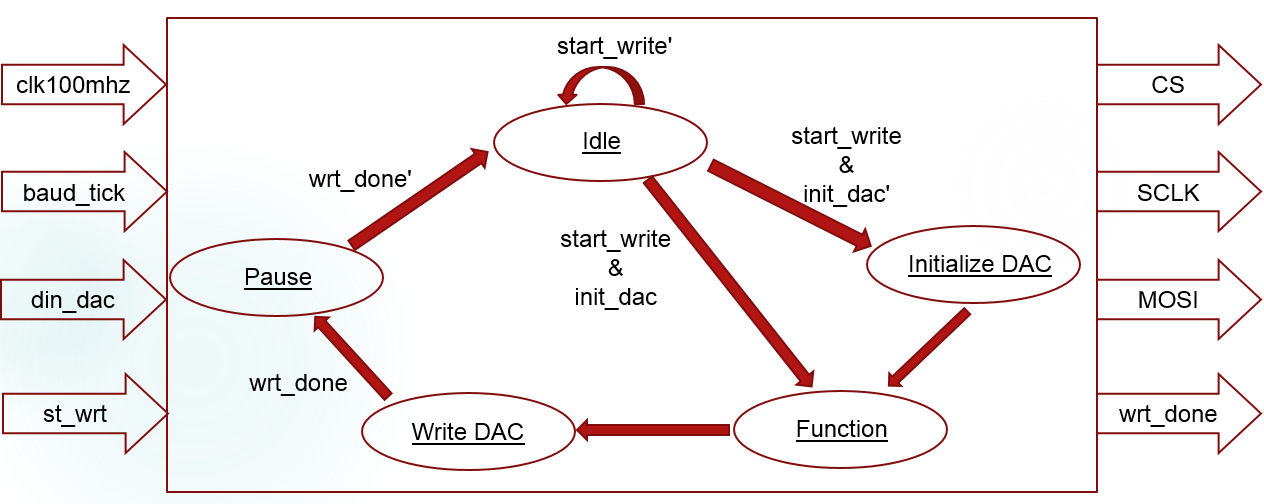 start_write'
clk100mhz
Idle
start_write
&
init_dac'
CS
baud_tick
wrt_done'
SCLK
start_write
&
init_dac
Pause
Initialize DAC
din_dac
MOSI
wrt_done
st_wrt
Write DAC
Function
wrt_done